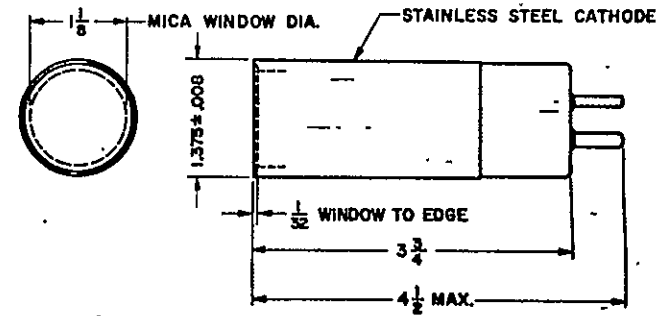 1 1/8 MICA WINDOW DIA.
STAINLESS STEEL CATHODE
1.375±.008
1/32 WINDOW TO EDGE
3 3/4
4 1/2 MAX.